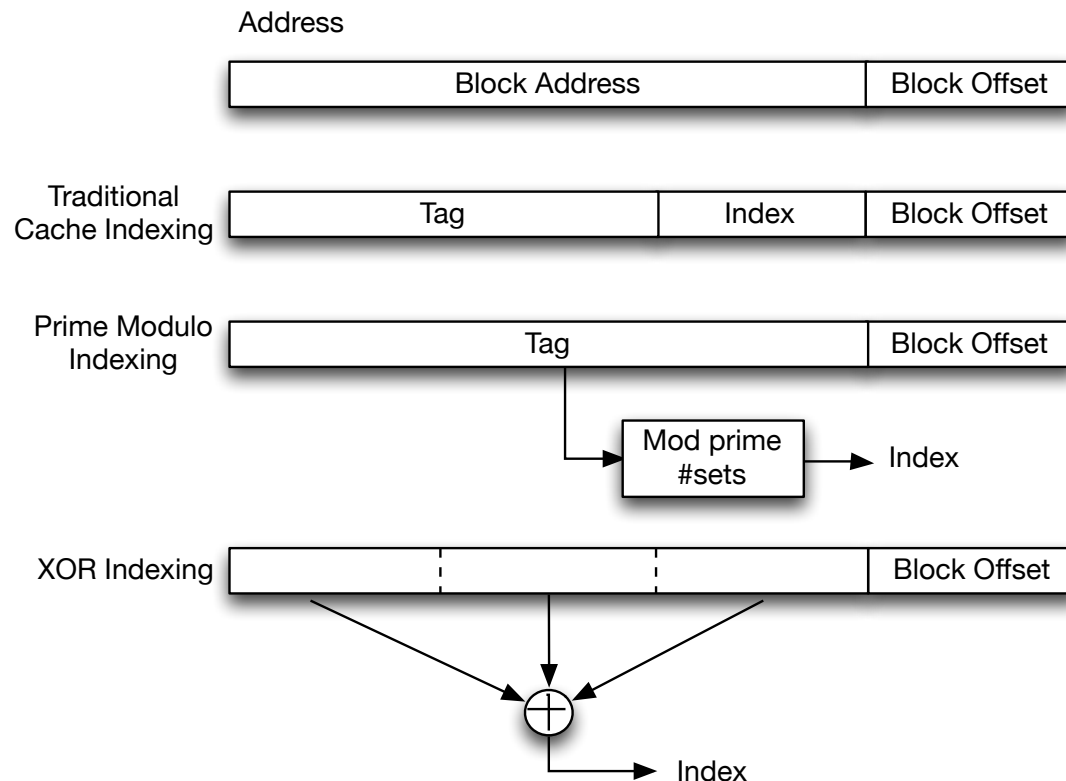 Address
Block Address Block Offset
Traditional
Cache Indexing
Tag Index Block Offset
Prime Modulo
Indexing
Tag Block Offset
Mod prime
#sets
Index
XOR Indexing
Block Offset
Index